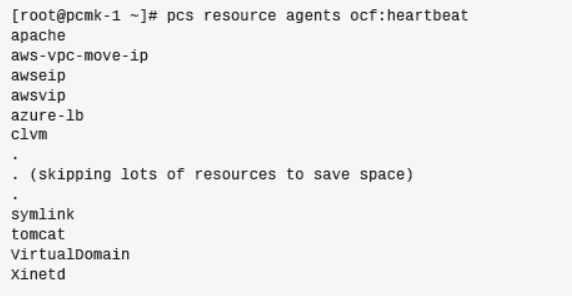 [root@pcmk-1 ~]# pcs resource agents ocf:heartbeat
apache
aws-vpc-move-ip
awseip
awsvip
azure-lb
clvm
.
. (skipping lots of resources to save space)
.
symlink
tomcat
VirtualDomain
Xinetd